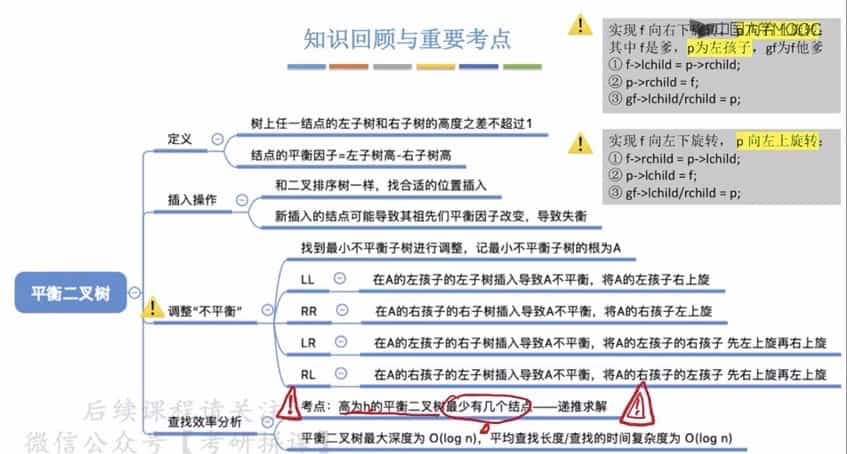 知识回顾与重要考点
中国大学MOOC
实现 f 向右下旋转，p 向右上旋转：
其中 f是爹，p为左孩子，gf为f他爹
① f->lchild = p->rchild;
② p->rchild = f;
③ gf->lchild/rchild = p;
实现 f 向左下旋转，p 向左上旋转：
① f->rchild = p->lchild;
② p->lchild = f;
③ gf->lchild/rchild = p;
平衡二叉树
定义
树上任一结点的左子树和右子树的高度之差不超过1
结点的平衡因子=左子树高-右子树高
插入操作
和二叉排序树一样，找合适的位置插入
新插入的结点可能导致其祖先们平衡因子改变，导致失衡
调整“不平衡”
找到最小不平衡子树进行调整，记最小不平衡子树的根为A
LL 在A的左孩子的左子树插入导致A不平衡，将A的左孩子右上旋
RR 在A的右孩子的右子树插入导致A不平衡，将A的右孩子左上旋
LR 在A的左孩子的右子树插入导致A不平衡，将A的左孩子的右孩子 先左上旋再右上旋
RL 在A的右孩子的左子树插入导致A不平衡，将A的右孩子的左孩子 先右上旋再左上旋
查找效率分析
考点：高为h的平衡二叉树最少有几个结点——递推求解
平衡二叉树最大深度为 O(log n)，平均查找长度/查找的时间复杂度为 O(log n)
后续课程请关注
微信公众号【考研拼课】